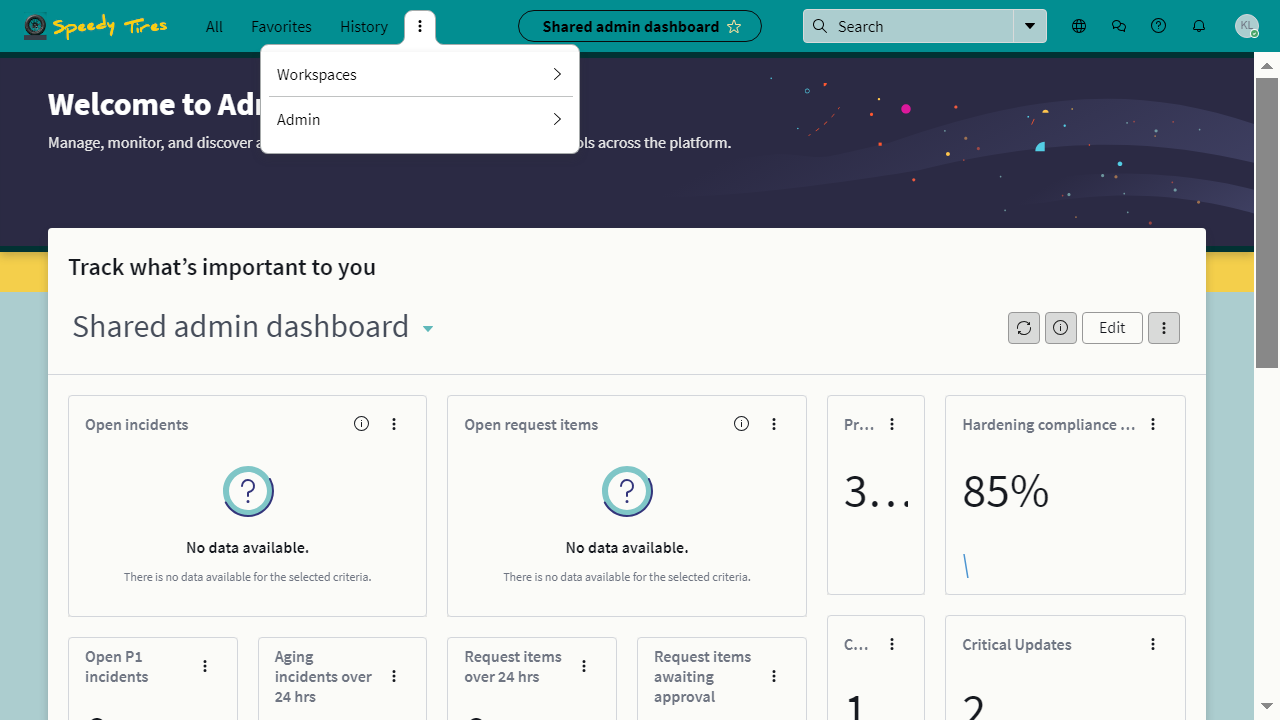 Speedy Tires
All
Favorites
History
Shared admin dashboard
Search
KL
Workspaces
Admin
Welcome to Ad
Manage, monitor, and discover
ols across the platform.
Track what's important to you
Shared admin dashboard
Edit
Open incidents
No data available.
There is no data available for the selected criteria.
Open request items
No data available.
There is no data available for the selected criteria.
Pr...
3...
Hardening compliance ...
85%
Open P1
incidents
Aging
incidents over
24 hrs
Request items
over 24 hrs
Request items
awaiting
approval
C...
1
Critical Updates
2